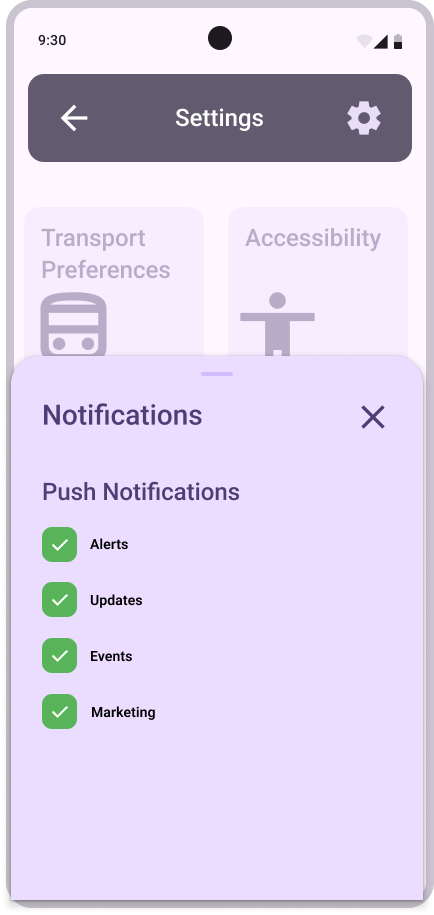 9:30
Settings
Transport
Preferences
Accessibility
Notifications
Push Notifications
Alerts
Updates
Events
Marketing